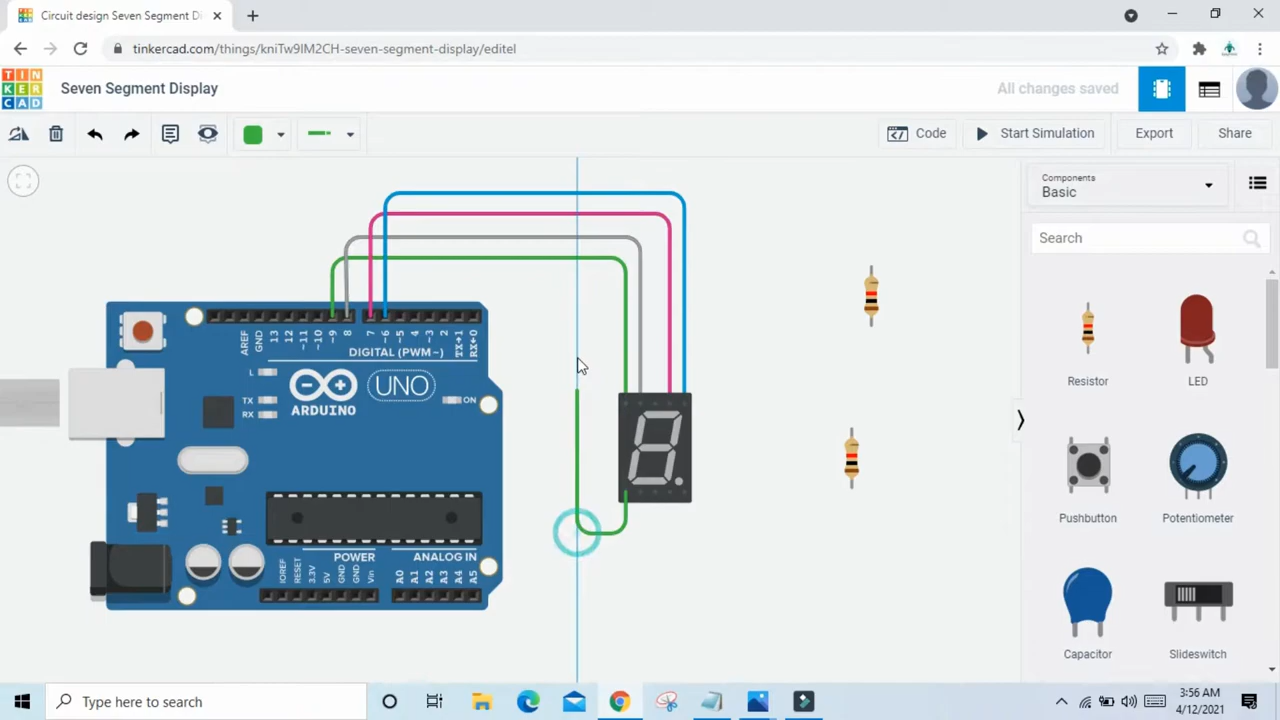 Circuit design Seven Segment Di
tinkercad.com/things/kniTw9IM2CH-seven-segment-display/editel
TIN
KER
CAD
Seven Segment Display
All changes saved
Code
Start Simulation
Export
Share
Components
Basic
Search
Resistor
LED
Pushbutton
Potentiometer
Capacitor
Slideswitch
AREF
GND
13
12
~11
~10
~9
8
7
~6
~5
4
~3
2
TX→1
RX←0
DIGITAL (PWM~)
L
TX
RX
ARDUINO
UNO
ON
POWER
ANALOG IN
IOREF
RESET
3.3V
5V
GND
GND
Vin
A0
A1
A2
A3
A4
A5
Type here to search
3:56 AM
4/12/2021